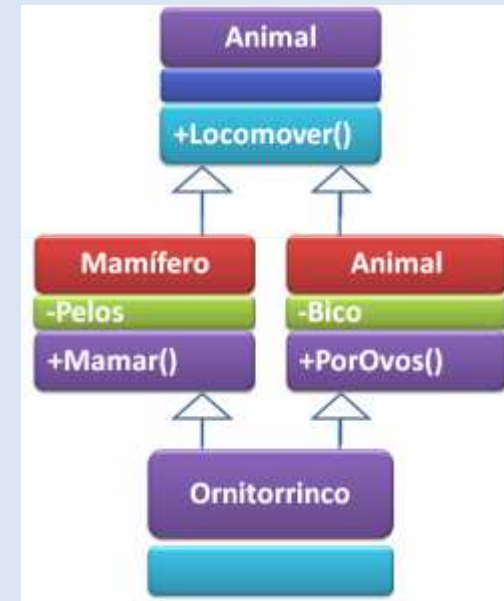 Animal
+Locomover()
Mamífero
-Pelos
+Mamar()
Animal
-Bico
+PorOvos()
Ornitorrinco